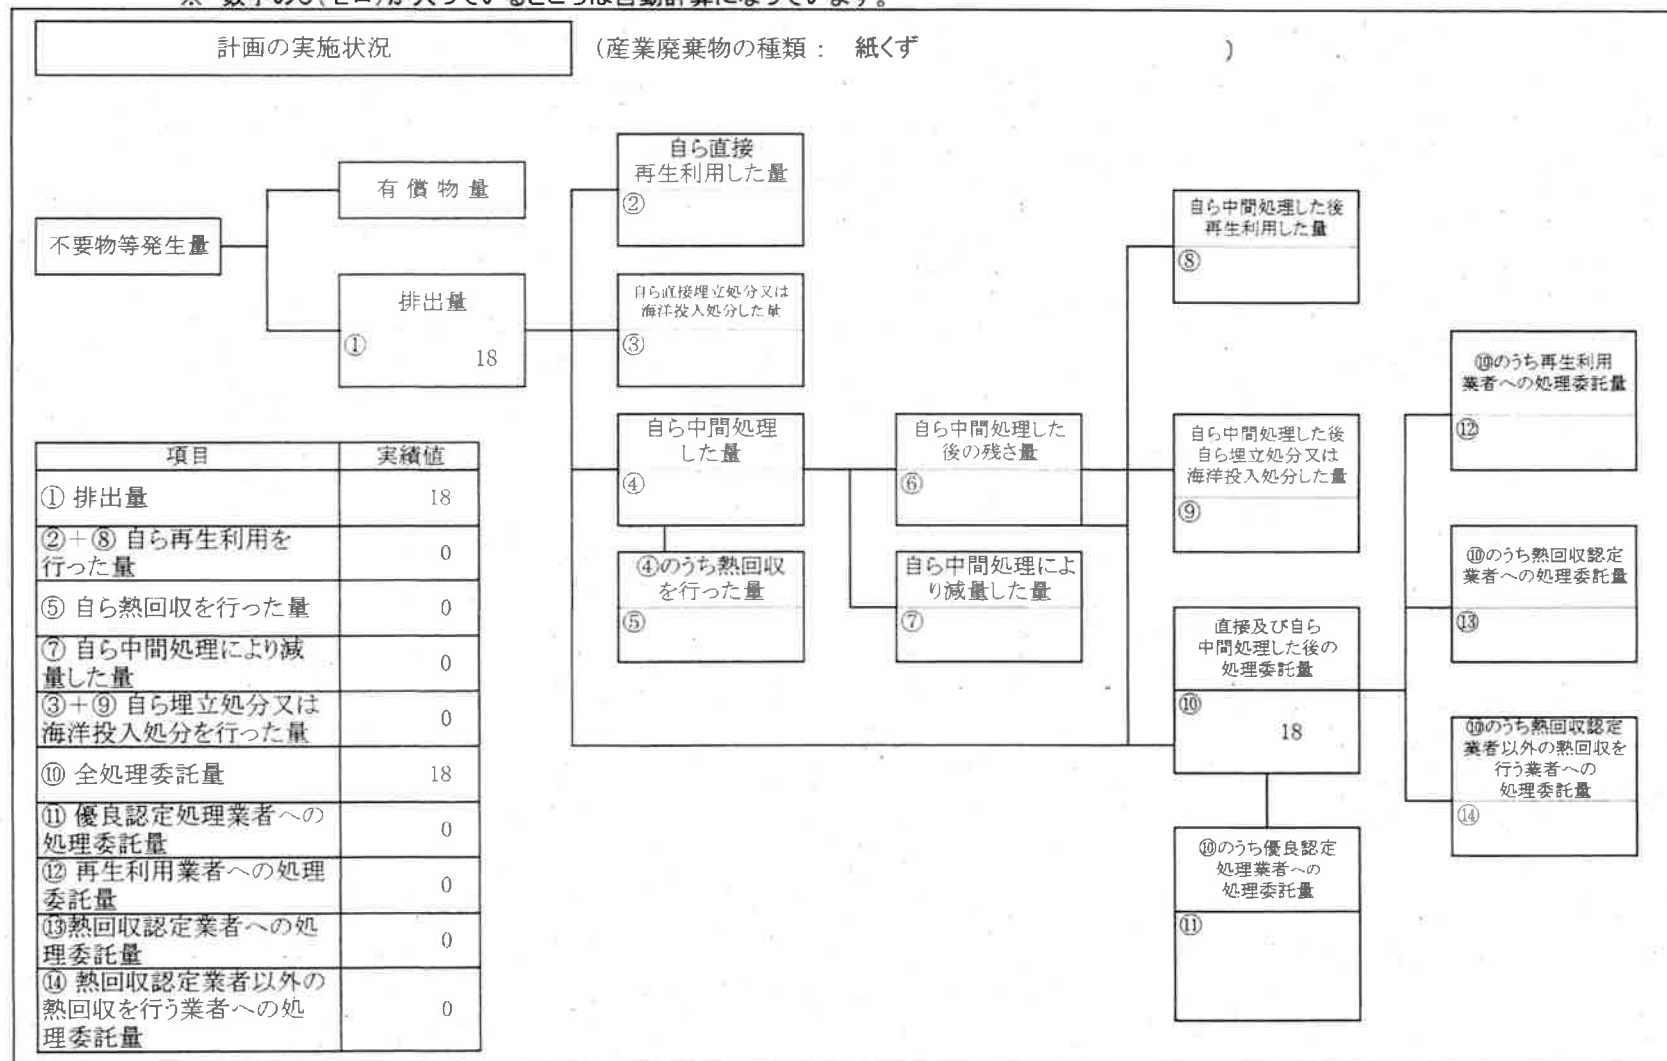 ※ 数字の0(ゼロ)が入っているところは自動計算になっています。
計画の実施状況
(産業廃棄物の種類： 紙くず )
不要物等発生量
有償物量
排出量
①
18
自ら直接
再生利用した量
②
自ら直接埋立処分又は
海洋投入処分した量
③
自ら中間処理
した量
④
④のうち熱回収
を行った量
⑤
自ら中間処理した
後の残さ量
⑥
自ら中間処理によ
り減量した量
⑦
自ら中間処理した後
再生利用した量
⑧
自ら中間処理した後
自ら埋立処分又は
海洋投入処分した量
⑨
直接及び自ら
中間処理した後の
処理委託量
⑩
18
⑩のうち優良認定
処理業者への
処理委託量
⑪
⑩のうち再生利用
業者への処理委託量
⑫
⑩のうち熱回収認定
業者への処理委託量
⑬
⑩のうち熱回収認定
業者以外の熱回収を
行う業者への
処理委託量
⑭
項目 実績値
① 排出量 18
②＋⑧ 自ら再生利用を
行った量 0
⑤ 自ら熱回収を行った量 0
⑦ 自ら中間処理により減
量した量 0
③＋⑨ 自ら埋立処分又は
海洋投入処分を行った量 0
⑩ 全処理委託量 18
⑪ 優良認定処理業者への
処理委託量 0
⑫ 再生利用業者への処理
委託量 0
⑬熱回収認定業者への処
理委託量 0
⑭ 熱回収認定業者以外の
熱回収を行う業者への処
理委託量 0